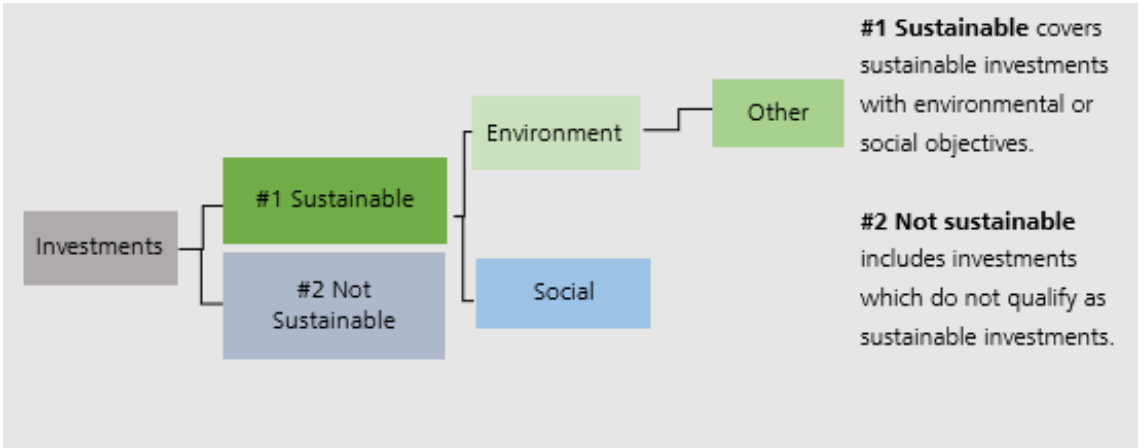 Investments
#1 Sustainable
#2 Not
Sustainable
Environment
Social
Other
#1 Sustainable covers
sustainable investments
with environmental or
social objectives.
#2 Not sustainable
includes investments
which do not qualify as
sustainable investments.